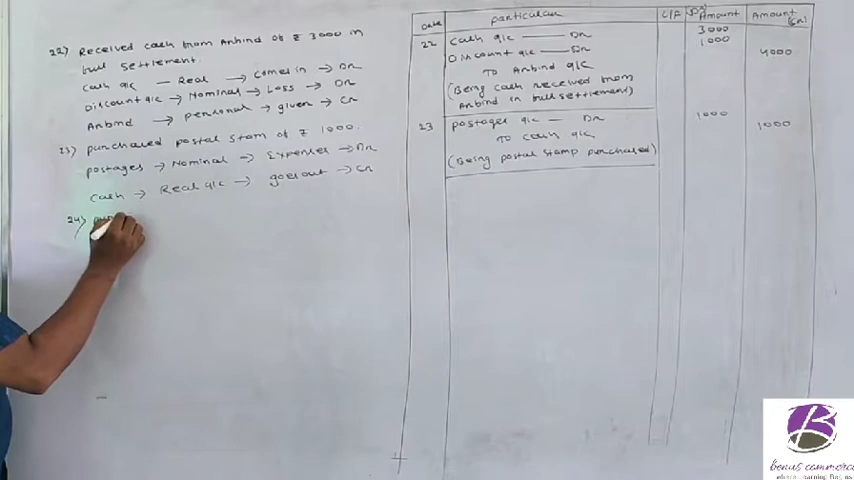 22) Received cash from Arbind of ₹ 3000 in
full settlement.
Cash a/c — Real → Comes in → Dr
Discount a/c → Nominal → Loss → Dr
Arbind → personal → given → Cr
23) purchased postal stam of ₹ 1000.
postages → Nominal → Expenses → Dr
Cash → Real a/c → goes out → Cr
24)
Date particular L/F (Dr) Amount Amount (Cr)
22 Cash a/c — Dr 3000
Discount a/c — Dr 1000
To Arbind a/c 4000
(Being cash received from
Arbind in full settlement)
23 postages a/c — Dr 1000
To cash a/c 1000
(Being postal stamp purchased)
B
benus commerce